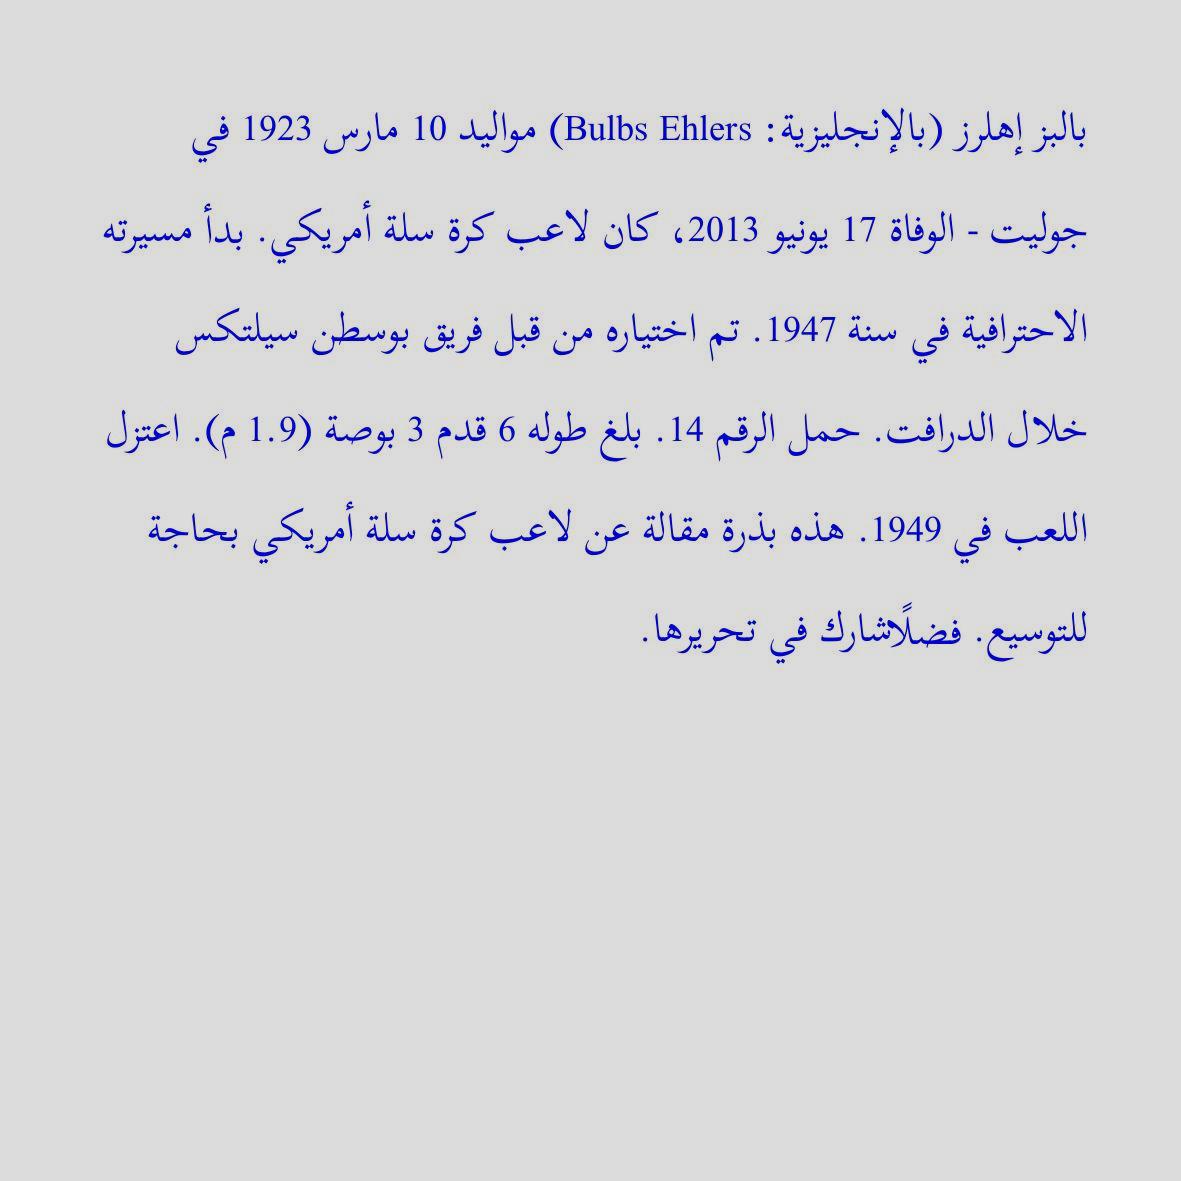 بالبز إهلرز (بالإنجليزية: Bulbs Ehlers) مواليد 10 مارس 1923 في
جوليت - الوفاة 17 يونيو 2013، كان لاعب كرة سلة أمريكي. بدأ مسيرته
الاحترافية في سنة 1947. تم اختياره من قبل فريق بوسطن سيلتكس
خلال الدرافت. حمل الرقم 14. بلغ طوله 6 قدم 3 بوصة (1.9 م). اعتزل
اللعب في 1949. هذه بذرة مقالة عن لاعب كرة سلة أمريكي بحاجة
للتوسيع. فضلًاشارك في تحريرها.